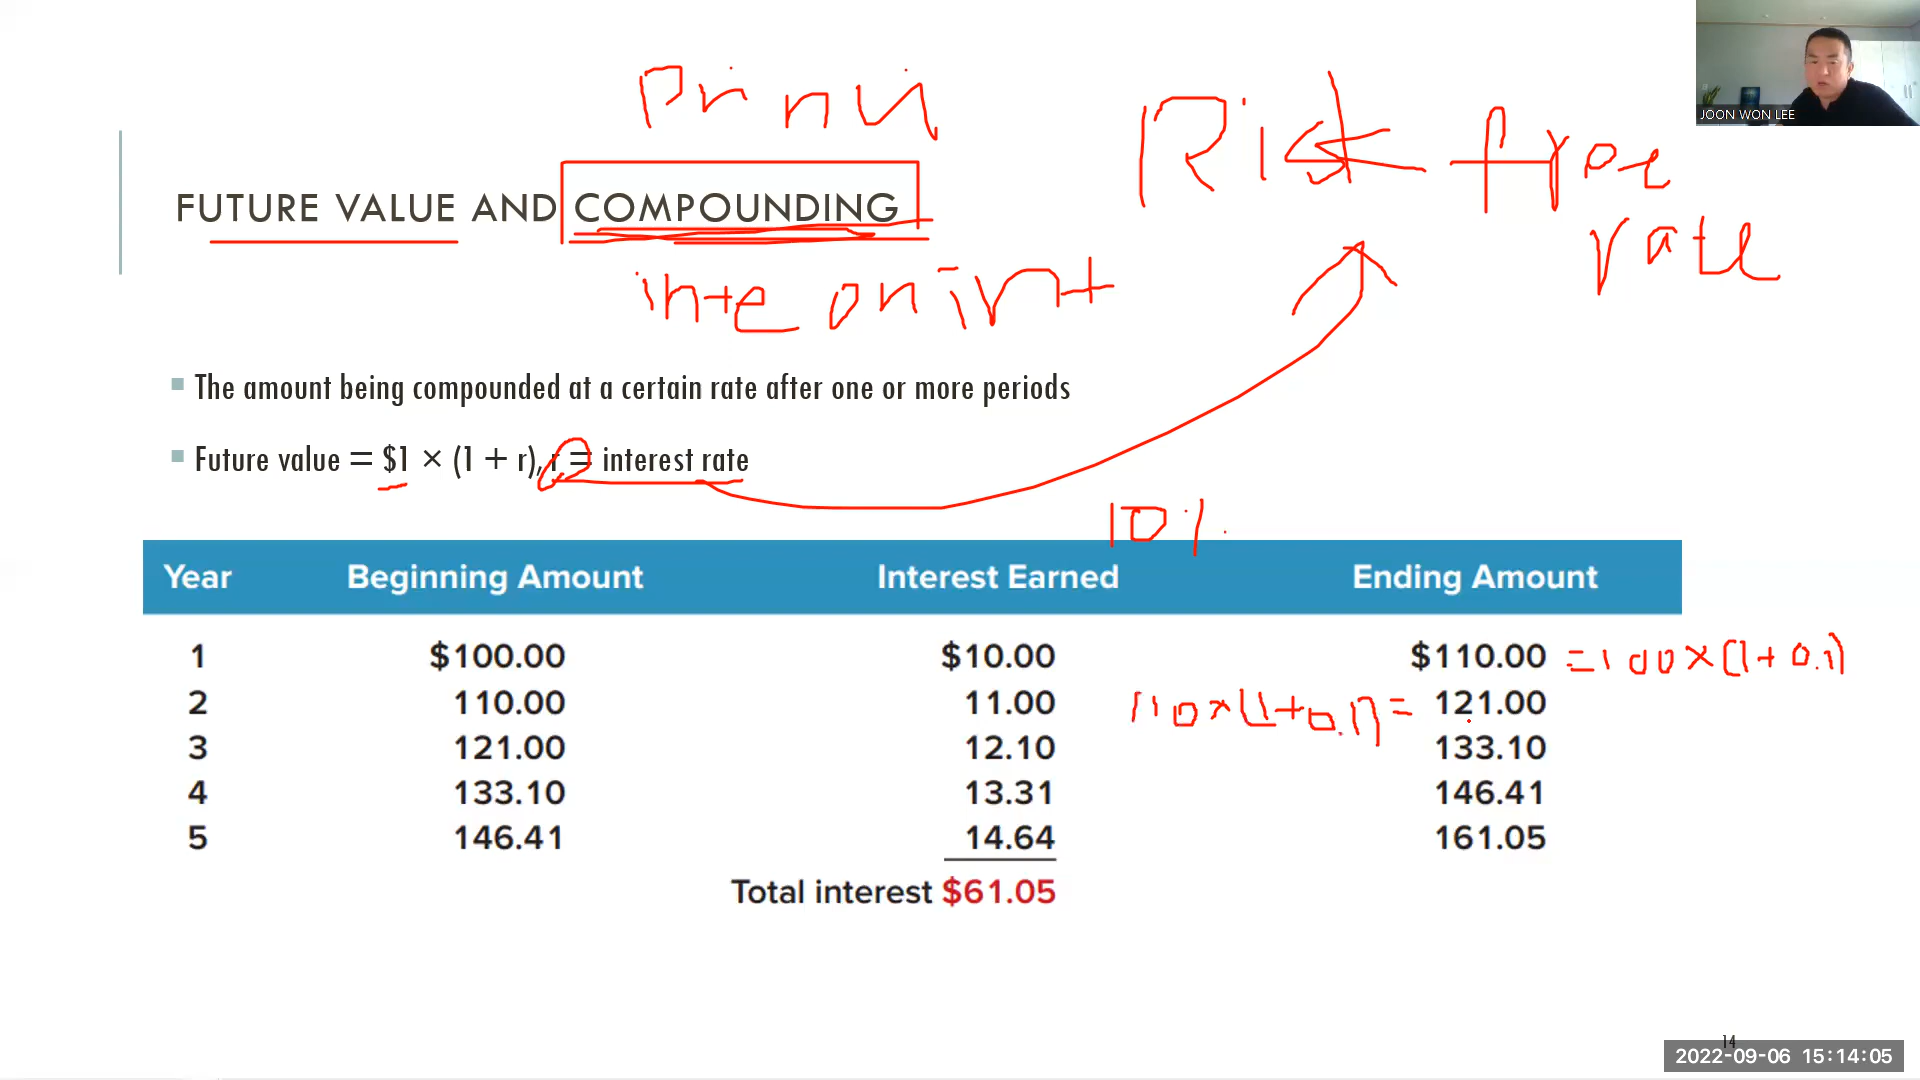 JOON WON LEE
Risk free
rate
FUTURE VALUE AND COMPOUNDING
▪ The amount being compounded at a certain rate after one or more periods
▪ Future value = $1 × (1 + r), r = interest rate
10%
Year Beginning Amount Interest Earned Ending Amount
1 $100.00 $10.00 $110.00 =100×(1+0.1)
2 110.00 11.00 110×(1+0.1)= 121.00
3 121.00 12.10 133.10
4 133.10 13.31 146.41
5 146.41 14.64 161.05
Total interest $61.05
14
2022-09-06 15:14:05